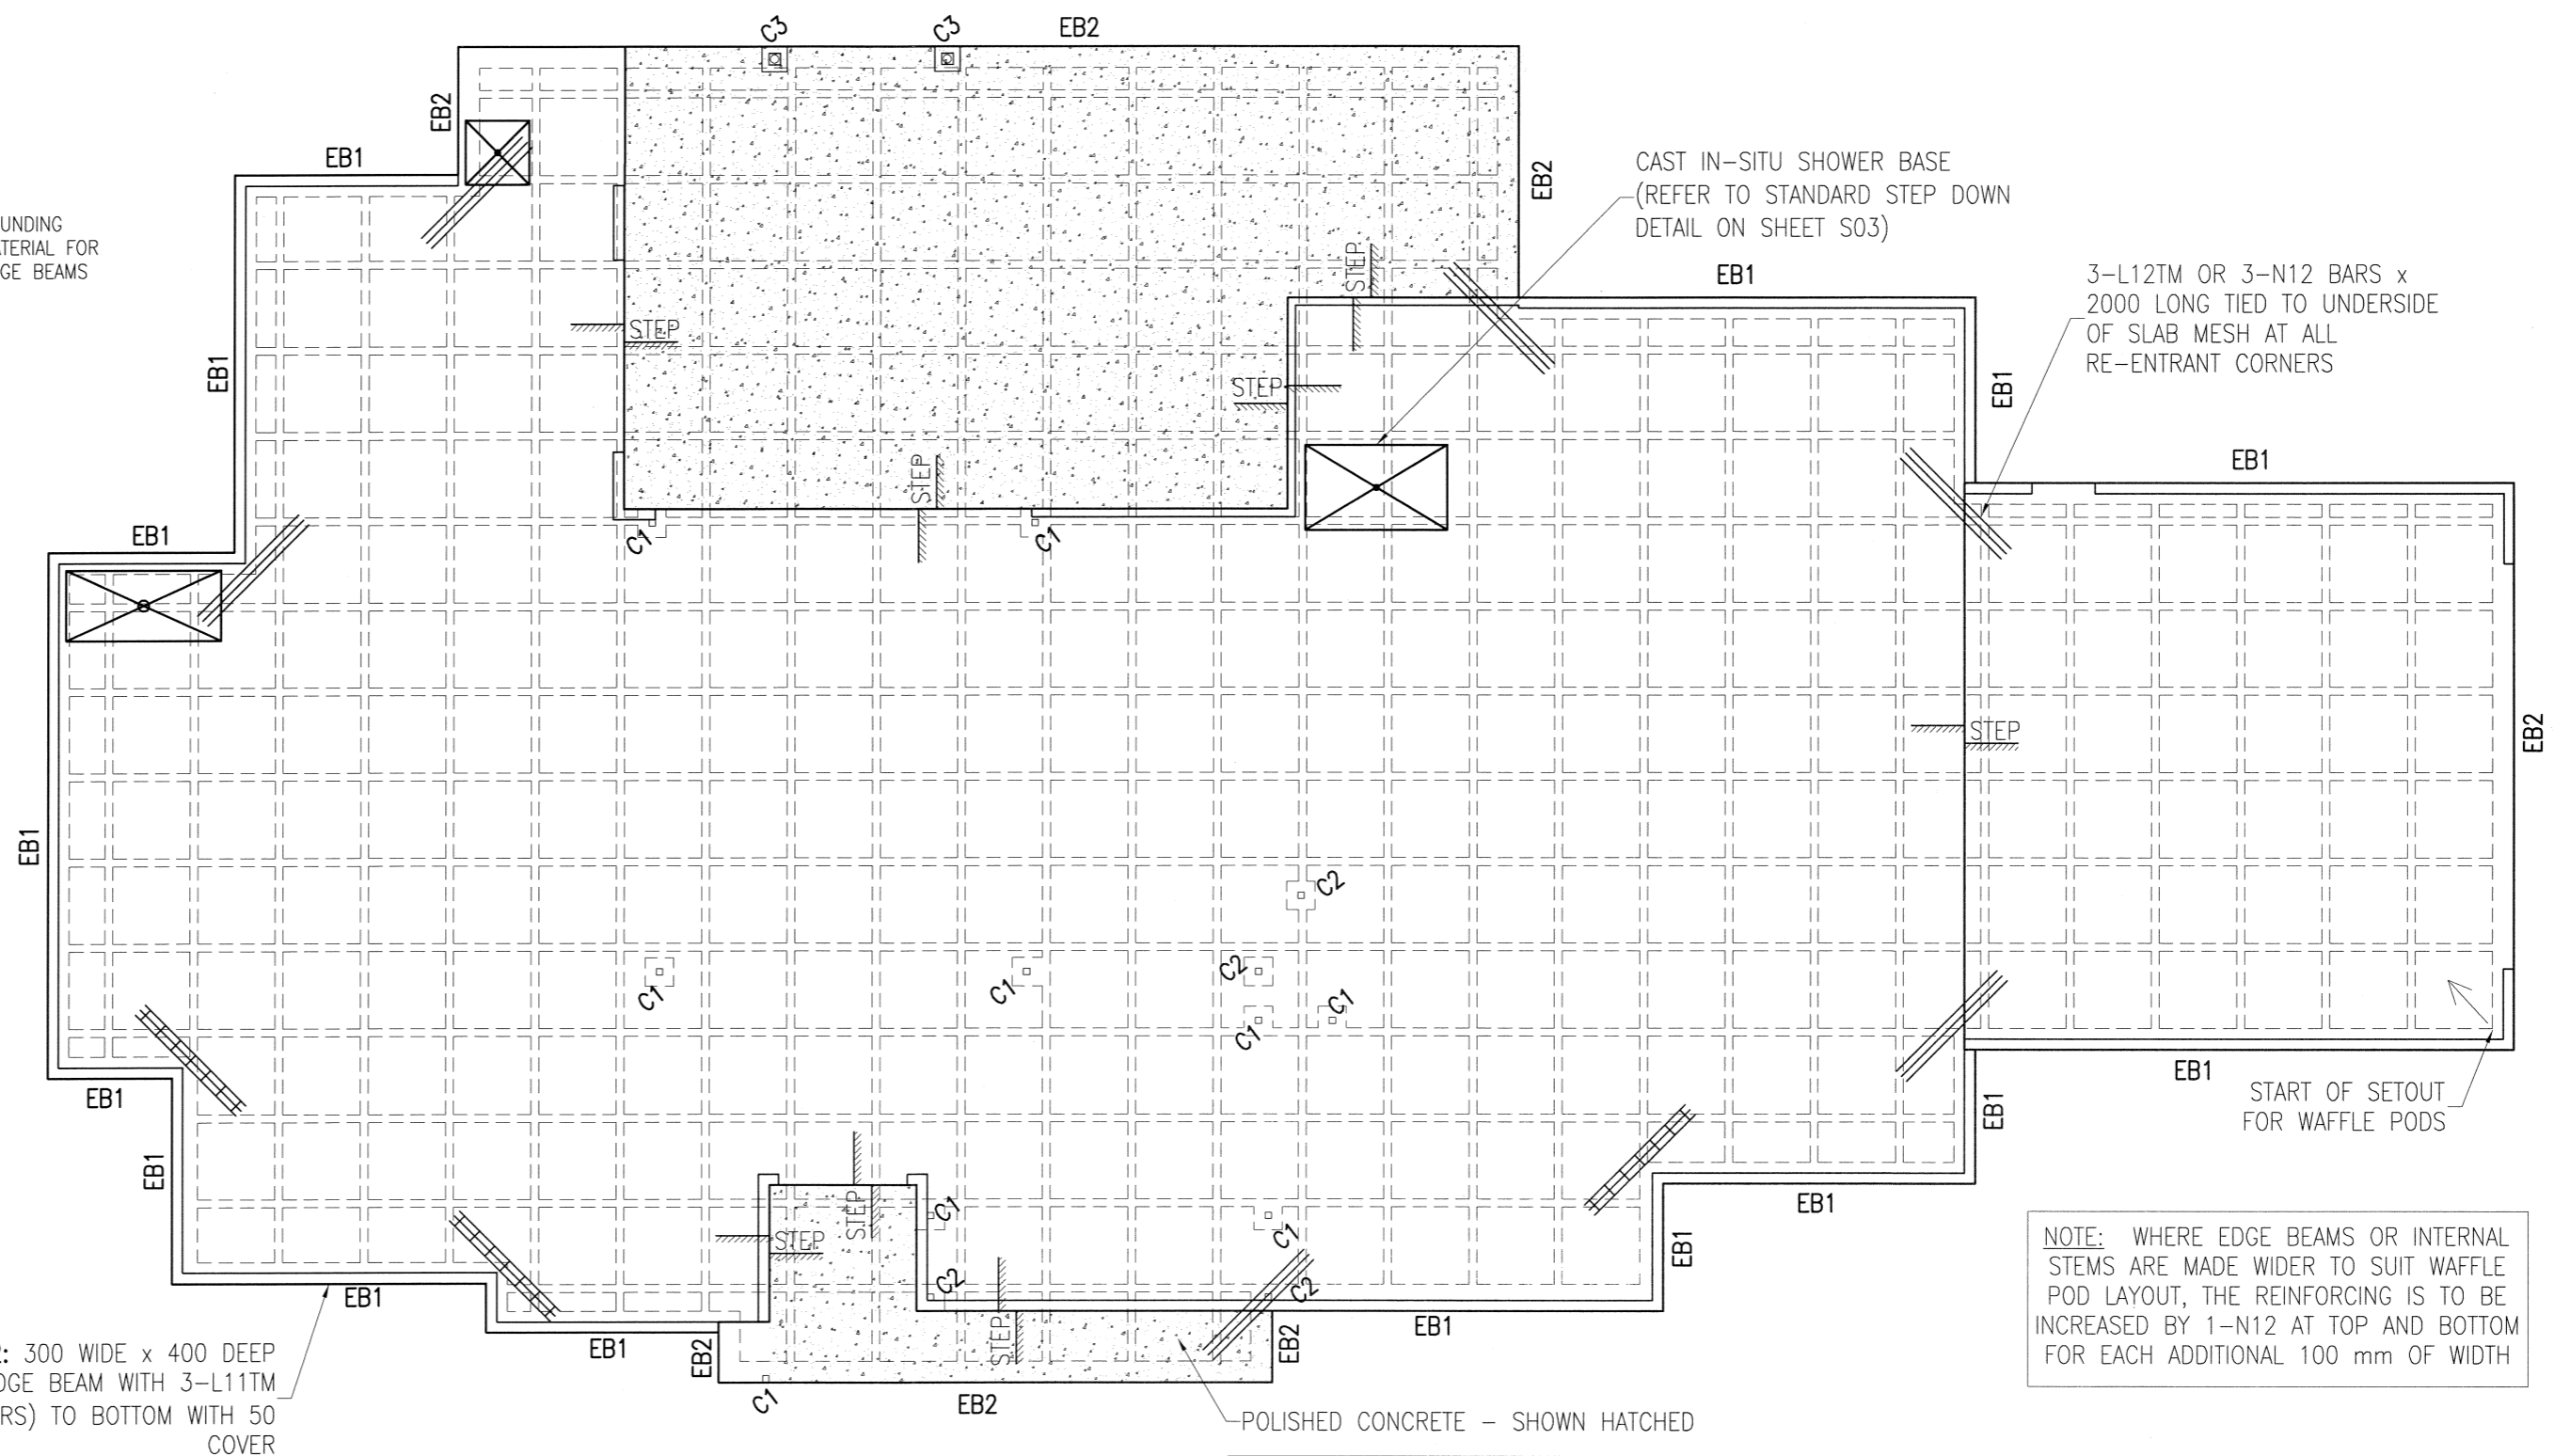 C3
C3
EB2
EB2
EB1
CAST IN-SITU SHOWER BASE
(REFER TO STANDARD STEP DOWN
DETAIL ON SHEET S03)
EB2
UNDING
ATERIAL FOR
GE BEAMS
STEP
EB1
3-L12TM OR 3-N12 BARS x
2000 LONG TIED TO UNDERSIDE
OF SLAB MESH AT ALL
RE-ENTRANT CORNERS
STEP
EB1
STEP
EB1
STEP
EB1
EB1
C1
C1
STEP
EB2
EB1
C2
C1
C1
C2
C1
C1
EB1
EB1
START OF SETOUT
FOR WAFFLE PODS
EB1
EB1
EB1
STEP
C1
C1
STEP
EB1
NOTE: WHERE EDGE BEAMS OR INTERNAL
STEMS ARE MADE WIDER TO SUIT WAFFLE
POD LAYOUT, THE REINFORCING IS TO BE
INCREASED BY 1-N12 AT TOP AND BOTTOM
FOR EACH ADDITIONAL 100 mm OF WIDTH
C2
C2
EB1
STEP
EB1
EB1
EB2
EB2
: 300 WIDE x 400 DEEP
DGE BEAM WITH 3-L11TM
RS) TO BOTTOM WITH 50
COVER
C1
EB2
POLISHED CONCRETE - SHOWN HATCHED